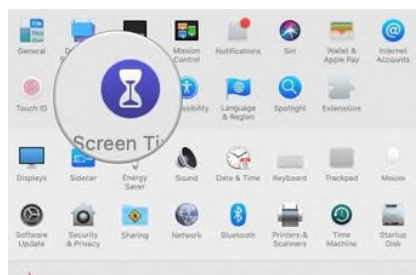 General
Mission
Control
Notifications
Siri
Wallet &
Apple Pay
Internet
Accounts
Touch ID
Language
& Region
Spotlight
Extensions
Screen Ti
Displays
Sidecar
Energy
Saver
Sound
Date & Time
Keyboard
Trackpad
Mouse
Software
Update
Security
& Privacy
Sharing
Network
Bluetooth
Printers &
Scanners
Time
Machine
Startup
Disk